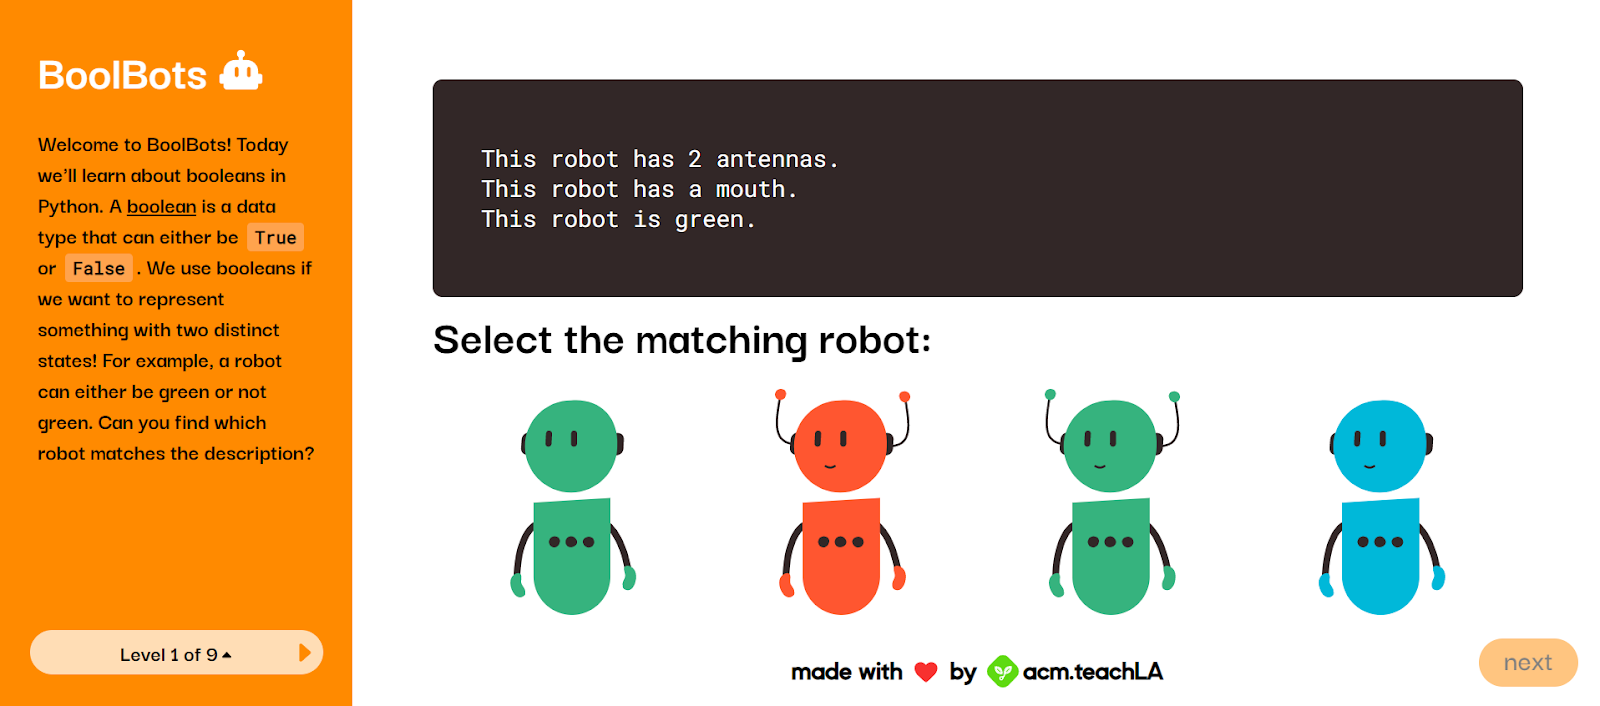 BoolBots
Welcome to BoolBots! Today
we'll learn about booleans in
Python. A boolean is a data
type that can either be True
or False . We use booleans if
we want to represent
something with two distinct
states! For example, a robot
can either be green or not
green. Can you find which
robot matches the description?
Level 1 of 9
This robot has 2 antennas.
This robot has a mouth.
This robot is green.
Select the matching robot:
made with by acm.teachLA
next